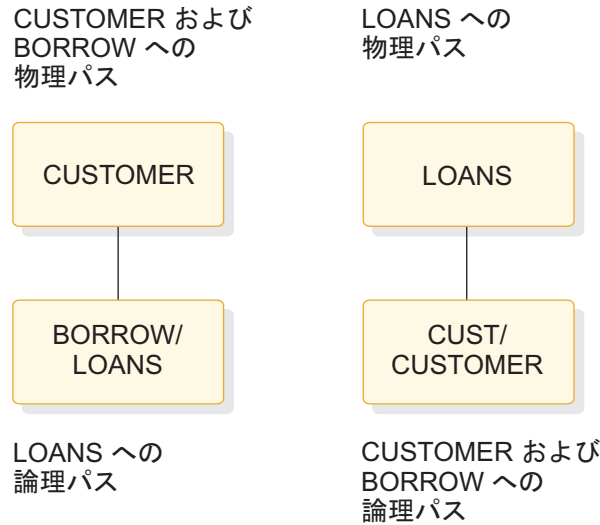 CUSTOMER および
BORROW への
物理パス
CUSTOMER
BORROW/
LOANS
LOANS への
論理パス
LOANS への
物理パス
LOANS
CUST/
CUSTOMER
CUSTOMER および
BORROW への
論理パス